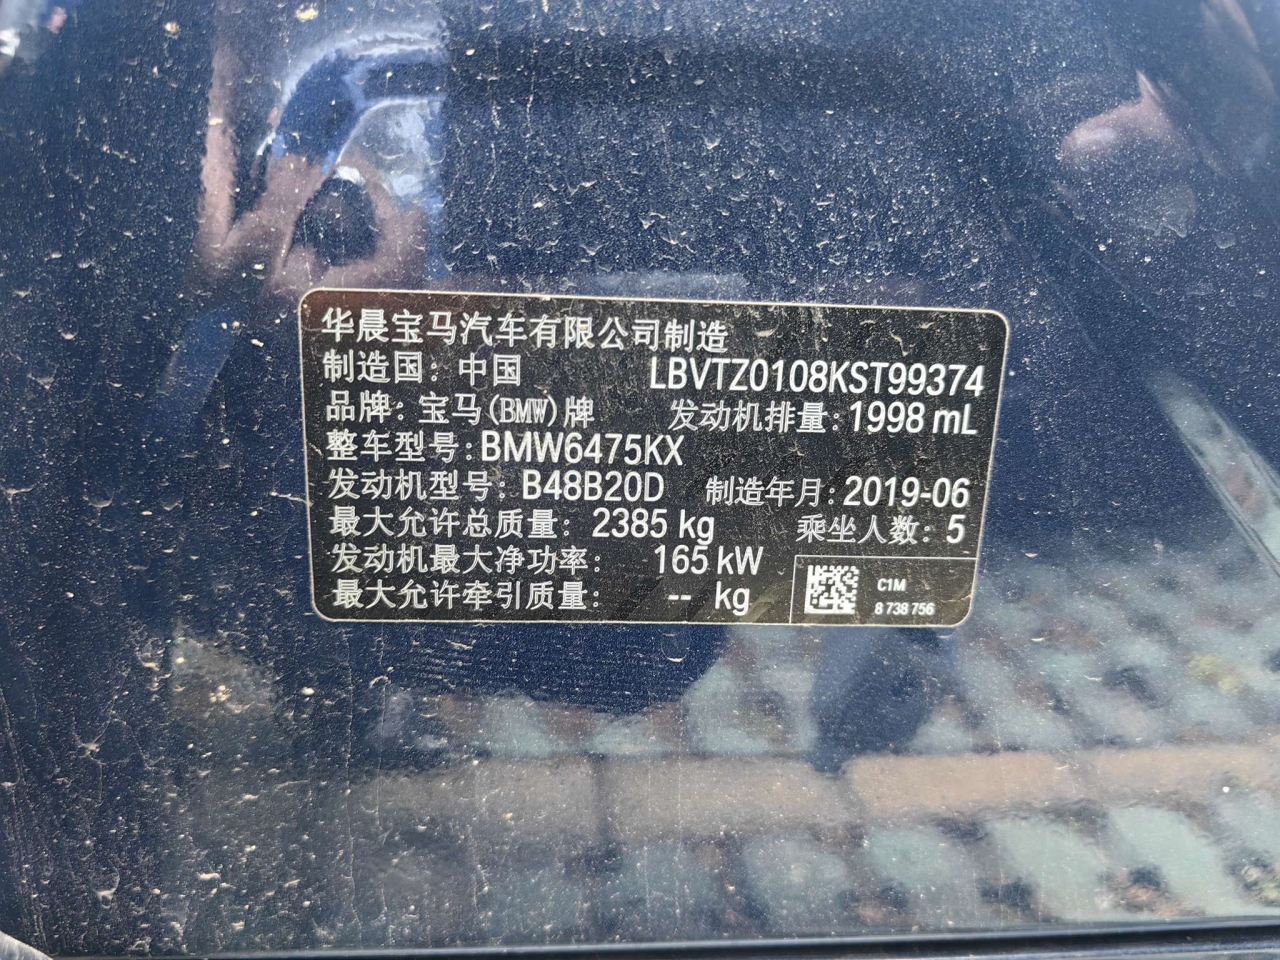 华晨宝马汽车有限公司制造
制造国：中国 LBVTZ0108KST99374
品牌：宝马(BMW)牌 发动机排量：1998 mL
整车型号：BMW6475KX
发动机型号：B48B20D 制造年月：2019-06
最大允许总质量：2385 kg 乘坐人数：5
发动机最大净功率：165 kW
最大允许牵引质量：-- kg
C1M
8 738 756